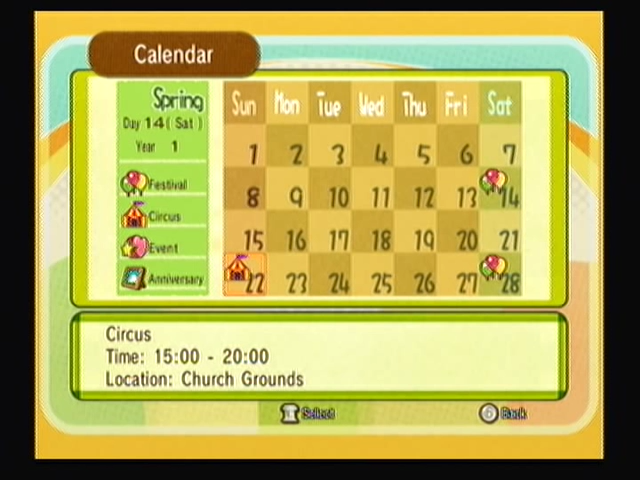 Calendar
Spring
Day 14 ( Sat )
Year 1
Festival
Circus
Event
Anniversary
Sun Mon Tue Wed Thu Fri Sat
1 2 3 4 5 6 7
8 9 10 11 12 13 14
15 16 17 18 19 20 21
22 23 24 25 26 27 28
Circus
Time: 15:00 - 20:00
Location: Church Grounds
Select
Back